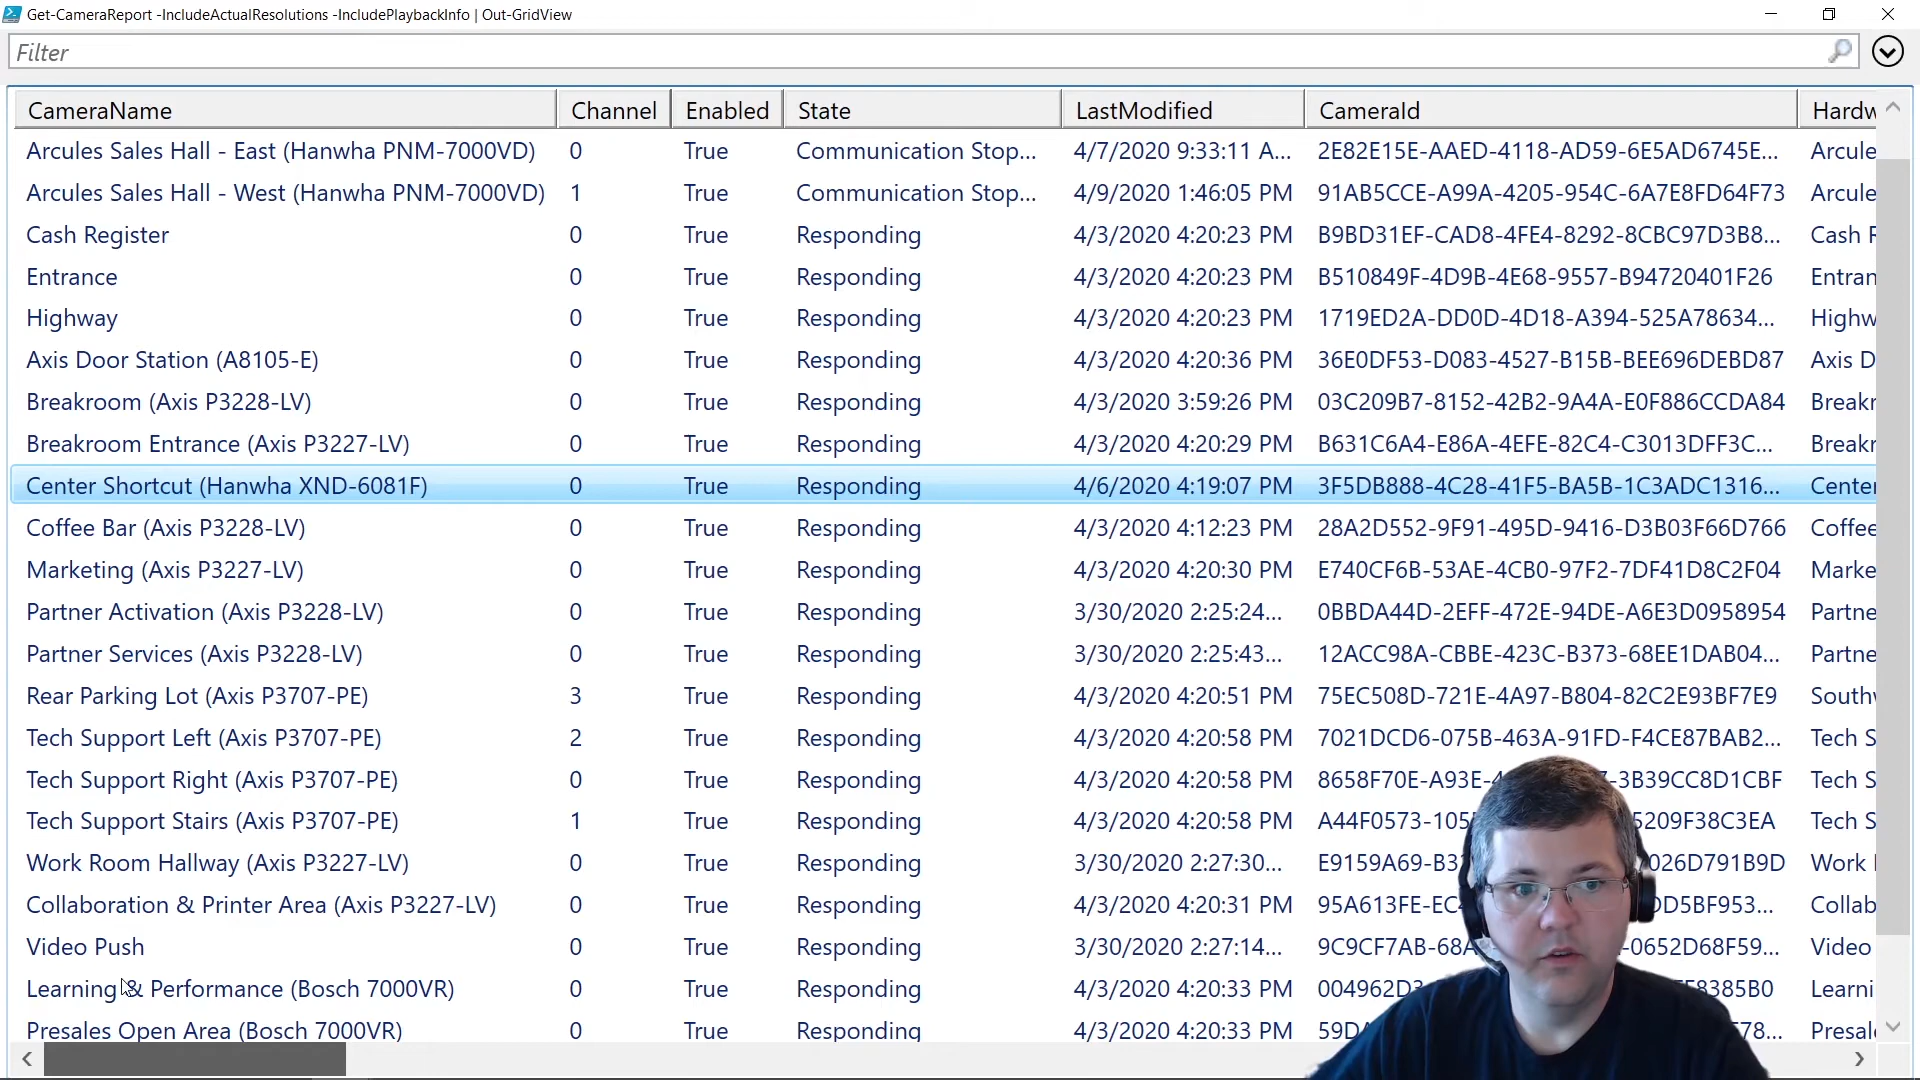 Get-CameraReport -IncludeActualResolutions -IncludePlaybackInfo | Out-GridView
Filter
CameraName Channel Enabled State LastModified CameraId Hardw
Arcules Sales Hall - East (Hanwha PNM-7000VD) 0 True Communication Stop... 4/7/2020 9:33:11 A... 2E82E15E-AAED-4118-AD59-6E5AD6745E... Arcule
Arcules Sales Hall - West (Hanwha PNM-7000VD) 1 True Communication Stop... 4/9/2020 1:46:05 PM 91AB5CCE-A99A-4205-954C-6A7E8FD64F73 Arcule
Cash Register 0 True Responding 4/3/2020 4:20:23 PM B9BD31EF-CAD8-4FE4-8292-8CBC97D3B8... Cash
Entrance 0 True Responding 4/3/2020 4:20:23 PM B510849F-4D9B-4E68-9557-B94720401F26 Entran
Highway 0 True Responding 4/3/2020 4:20:23 PM 1719ED2A-DD0D-4D18-A394-525A78634... Highw
Axis Door Station (A8105-E) 0 True Responding 4/3/2020 4:20:36 PM 36E0DF53-D083-4527-B15B-BEE696DEBD87 Axis D
Breakroom (Axis P3228-LV) 0 True Responding 4/3/2020 3:59:26 PM 03C209B7-8152-42B2-9A4A-E0F886CCDA84 Breakr
Breakroom Entrance (Axis P3227-LV) 0 True Responding 4/3/2020 4:20:29 PM B631C6A4-E86A-4EFE-82C4-C3013DFF3C... Breakr
Center Shortcut (Hanwha XND-6081F) 0 True Responding 4/6/2020 4:19:07 PM 3F5DB888-4C28-41F5-BA5B-1C3ADC1316... Center
Coffee Bar (Axis P3228-LV) 0 True Responding 4/3/2020 4:12:23 PM 28A2D552-9F91-495D-9416-D3B03F66D766 Coffee
Marketing (Axis P3227-LV) 0 True Responding 4/3/2020 4:20:30 PM E740CF6B-53AE-4CB0-97F2-7DF41D8C2F04 Marke
Partner Activation (Axis P3228-LV) 0 True Responding 3/30/2020 2:25:24... 0BBDA44D-2EFF-472E-94DE-A6E3D0958954 Partne
Partner Services (Axis P3228-LV) 0 True Responding 3/30/2020 2:25:43... 12ACC98A-CBBE-423C-B373-68EE1DAB04... Partne
Rear Parking Lot (Axis P3707-PE) 3 True Responding 4/3/2020 4:20:51 PM 75EC508D-721E-4A97-B804-82C2E93BF7E9 South
Tech Support Left (Axis P3707-PE) 2 True Responding 4/3/2020 4:20:58 PM 7021DCD6-075B-463A-91FD-F4CE87BAB2... Tech S
Tech Support Right (Axis P3707-PE) 0 True Responding 4/3/2020 4:20:58 PM 8658F70E-A93E-4 -3B39CC8D1CBF Tech S
Tech Support Stairs (Axis P3707-PE) 1 True Responding 4/3/2020 4:20:58 PM A44F0573-105 5209F38C3EA Tech S
Work Room Hallway (Axis P3227-LV) 0 True Responding 3/30/2020 2:27:30... E9159A69-B3 026D791B9D Work
Collaboration & Printer Area (Axis P3227-LV) 0 True Responding 4/3/2020 4:20:31 PM 95A613FE-EC D5BF953... Collab
Video Push 0 True Responding 3/30/2020 2:27:14... 9C9CF7AB-68A -0652D68F59... Video
Learning & Performance (Bosch 7000VR) 0 True Responding 4/3/2020 4:20:33 PM 004962D3 8385B0 Learni
Presales Open Area (Bosch 7000VR) 0 True Responding 4/3/2020 4:20:33 PM 59DA 78... Presal